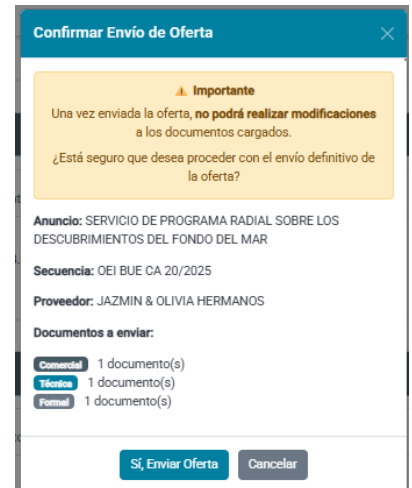 Confirmar Envío de Oferta
Importante
Una vez enviada la oferta, no podrá realizar modificaciones
a los documentos cargados.
¿Está seguro que desea proceder con el envío definitivo de
la oferta?
Anuncio: SERVICIO DE PROGRAMA RADIAL SOBRE LOS
DESCUBRIMIENTOS DEL FONDO DEL MAR
Secuencia: OEI BUE CA 20/2025
Proveedor: JAZMIN & OLIVIA HERMANOS
Documentos a enviar:
Comercial 1 documento(s)
Técnica 1 documento(s)
Formal 1 documento(s)
Sí, Enviar Oferta Cancelar